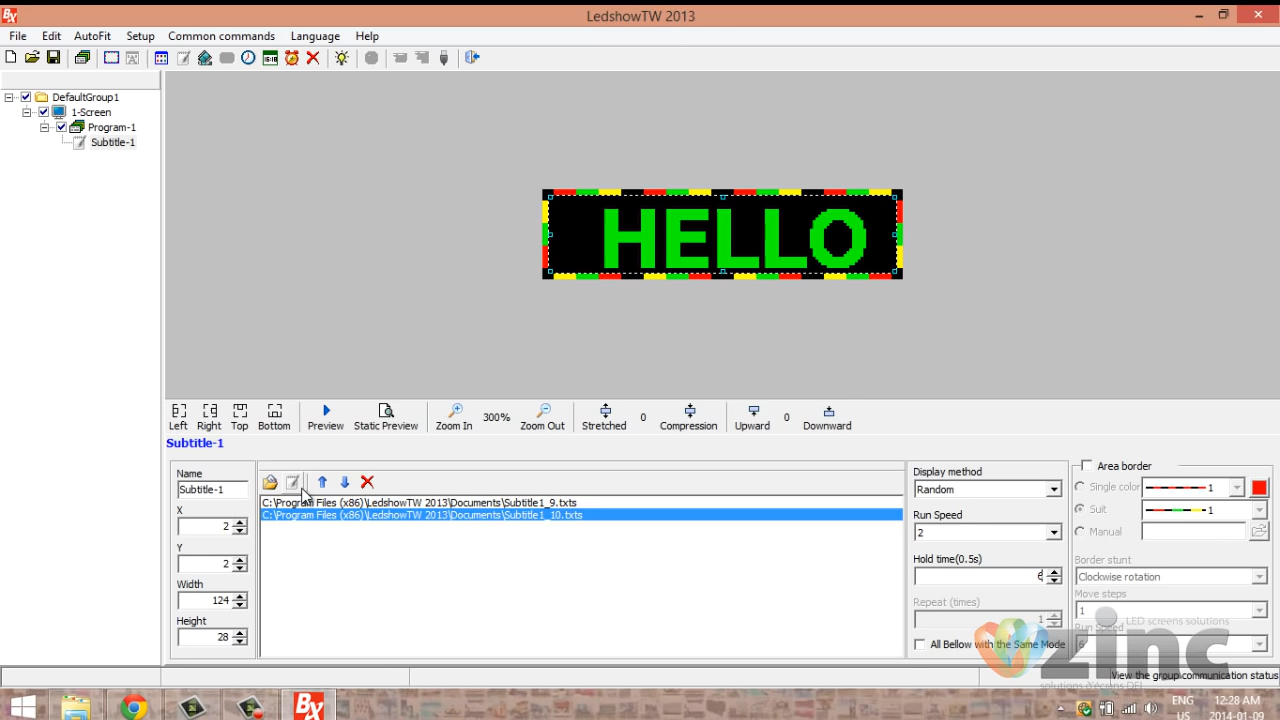 LedshowTW 2013
File Edit AutoFit Setup Common commands Language Help
DefaultGroup1
1-Screen
Program-1
Subtitle-1
HELLO
Left Right Top Bottom Preview Static Preview Zoom In 300% Zoom Out Stretched 0 Compression Upward 0 Downward
Subtitle-1
Name
Subtitle-1
X
2
Y
2
Width
124
Height
28
C:\Program Files (x86)\LedshowTW 2013\Documents\Subtitle1_9.txts
C:\Program Files (x86)\LedshowTW 2013\Documents\Subtitle1_10.txts
Display method
Random
Run Speed
2
Hold time(0.5s)
6
Repeat (times)
1
All Bellow with the Same Mode
Area border
Single color 1
Suit 1
Manual
Border stunt
Clockwise rotation
Move steps
1
Run Speed
6
LED screens solutions
zinc
solutions d'écrans DEL
View the group communication status
ENG
US
12:28 AM
2014-01-09